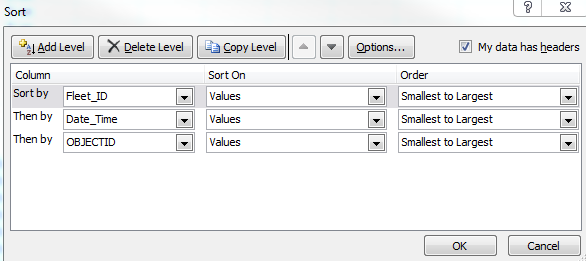 Sort
?
Add Level Delete Level Copy Level Options... My data has headers
Column Sort On Order
Sort by Fleet_ID Values Smallest to Largest
Then by Date_Time Values Smallest to Largest
Then by OBJECTID Values Smallest to Largest
OK Cancel